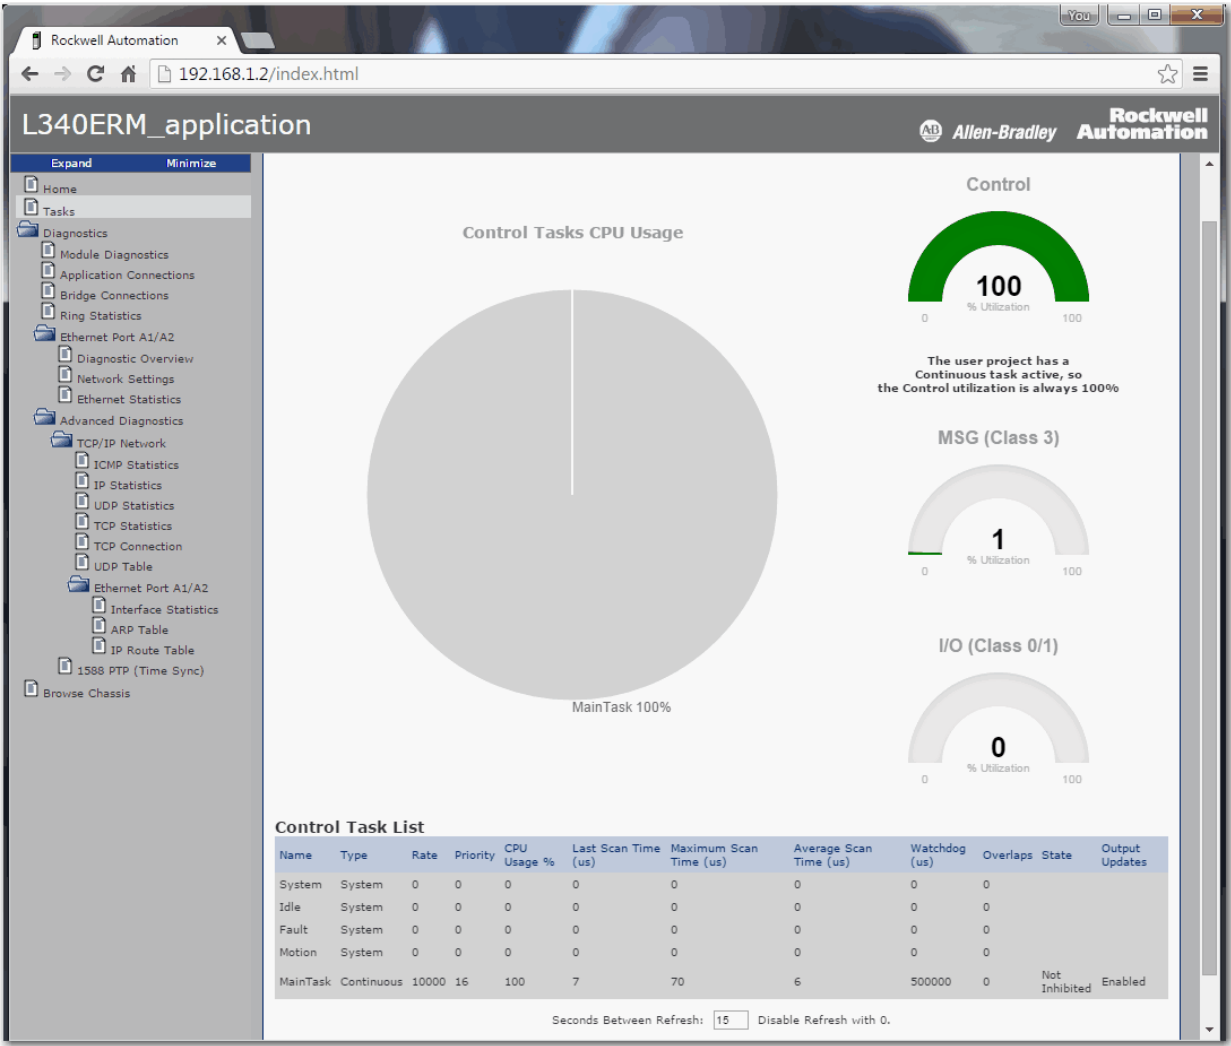 You
Rockwell Automation
192.168.1.2/index.html
L340ERM_application
AB Allen-Bradley
Rockwell
Automation
Expand Minimize
Home
Tasks
Diagnostics
Module Diagnostics
Application Connections
Bridge Connections
Ring Statistics
Ethernet Port A1/A2
Diagnostic Overview
Network Settings
Ethernet Statistics
Advanced Diagnostics
TCP/IP Network
ICMP Statistics
IP Statistics
UDP Statistics
TCP Statistics
TCP Connection
UDP Table
Ethernet Port A1/A2
Interface Statistics
ARP Table
IP Route Table
1588 PTP (Time Sync)
Browse Chassis
Control Tasks CPU Usage
MainTask 100%
Control
100
% Utilization
0 100
The user project has a
Continuous task active, so
the Control utilization is always 100%
MSG (Class 3)
1
% Utilization
0 100
I/O (Class 0/1)
0
% Utilization
0 100
Control Task List
Name Type Rate Priority CPU Usage % Last Scan Time (us) Maximum Scan Time (us) Average Scan Time (us) Watchdog (us) Overlaps State Output Updates
System System 0 0 0 0 0 0 0 0
Idle System 0 0 0 0 0 0 0 0
Fault System 0 0 0 0 0 0 0 0
Motion System 0 0 0 0 0 0 0 0
MainTask Continuous 10000 16 100 7 70 6 500000 0 Not Inhibited Enabled
Seconds Between Refresh: 15 Disable Refresh with 0.